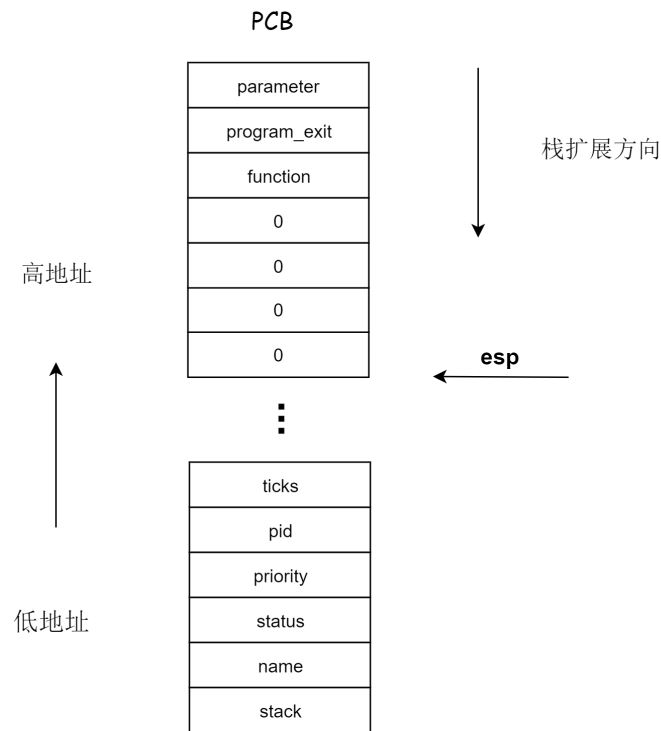 PCB
parameter
program_exit
栈扩展方向
function
0
高地址
0
0
0
esp
ticks
pid
priority
低地址
status
name
stack